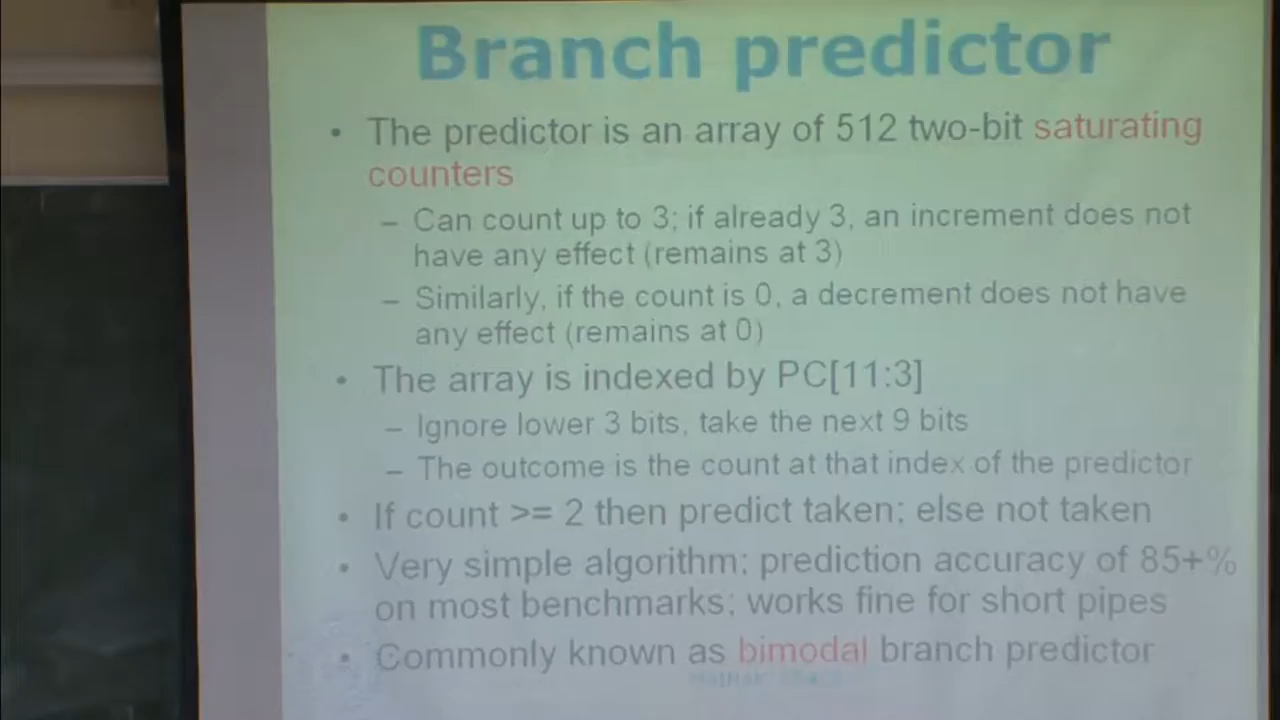 Branch predictor
• The predictor is an array of 512 two-bit saturating
counters
– Can count up to 3; if already 3, an increment does not
have any effect (remains at 3)
– Similarly, if the count is 0, a decrement does not have
any effect (remains at 0)
• The array is indexed by PC[11:3]
– Ignore lower 3 bits, take the next 9 bits
– The outcome is the count at that index of the predictor
• If count >= 2 then predict taken; else not taken
• Very simple algorithm; prediction accuracy of 85+%
on most benchmarks; works fine for short pipes
• Commonly known as bimodal branch predictor